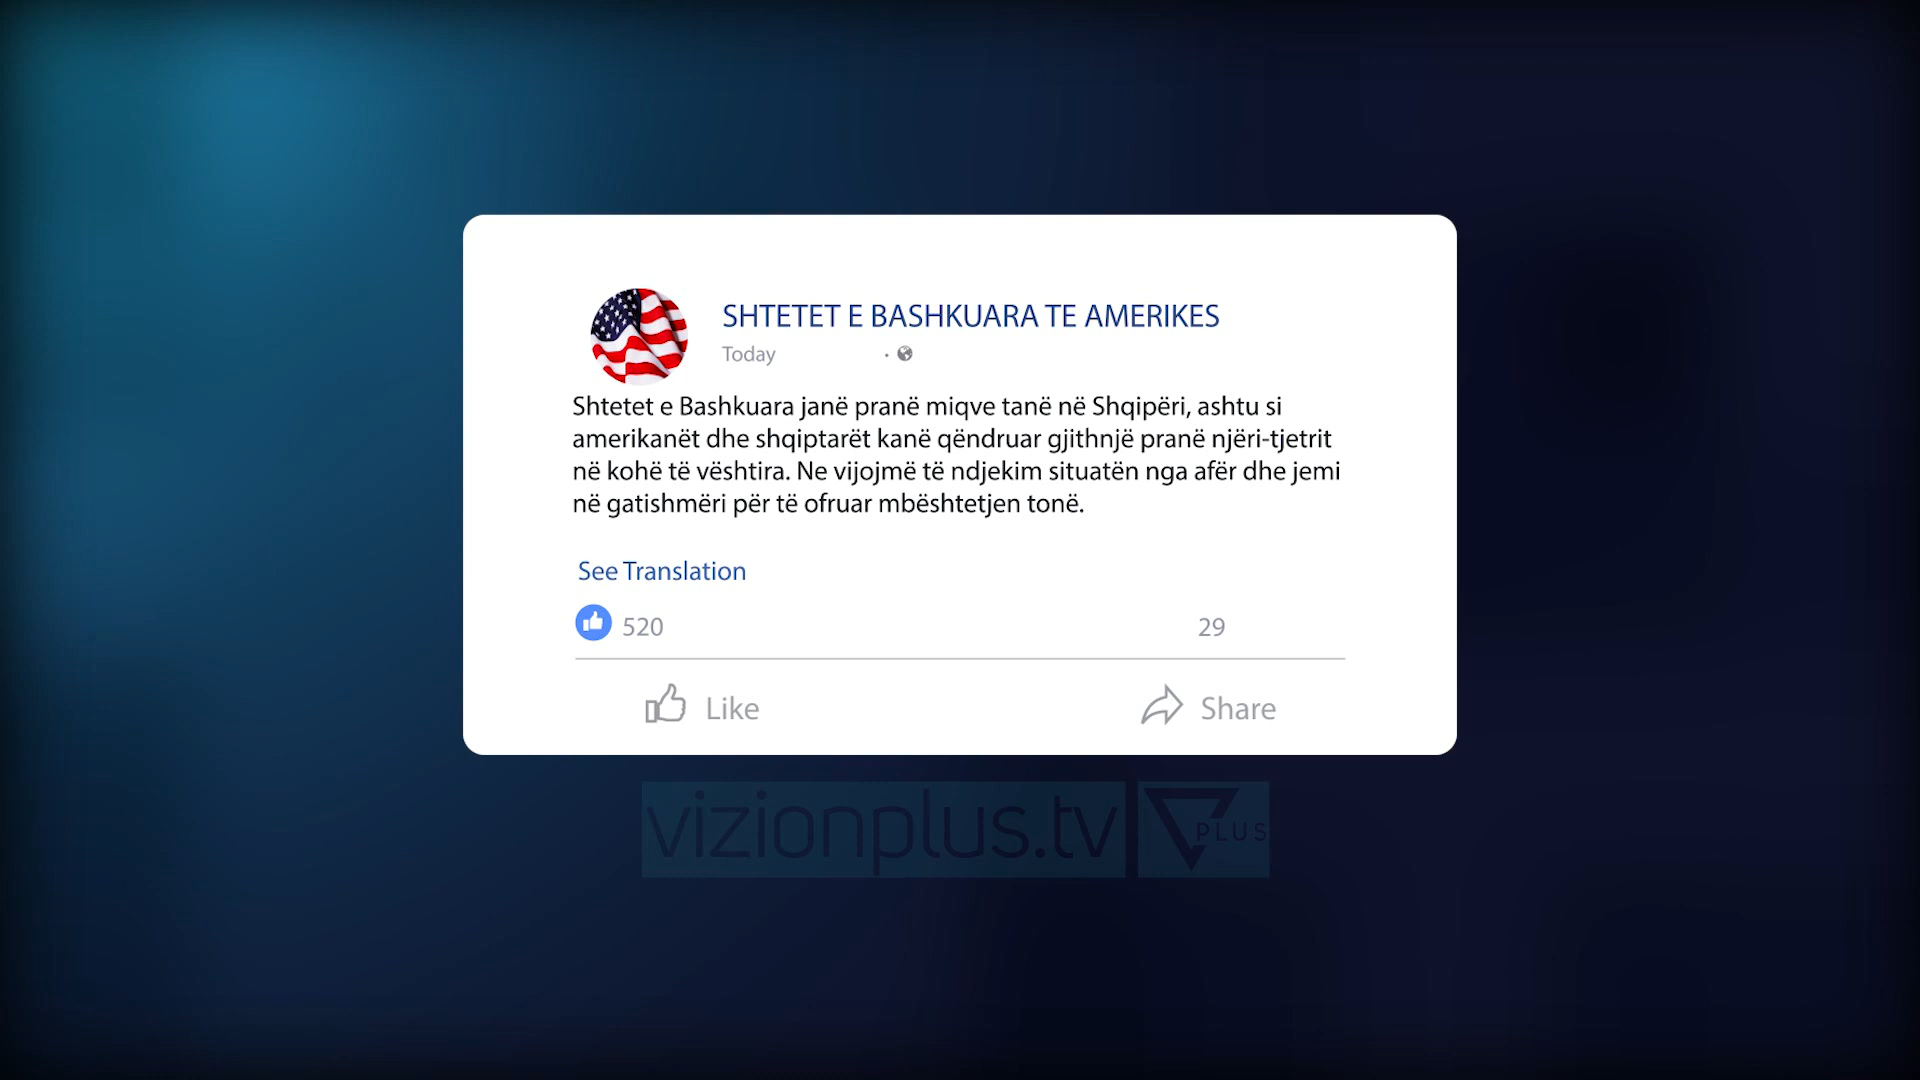 SHTETET E BASHKUARA TE AMERIKES
Today
Shtetet e Bashkuara janë pranë miqve tanë në Shqipëri, ashtu si
amerikanët dhe shqiptarët kanë qëndruar gjithnjë pranë njëri-tjetrit
në kohë të vështira. Ne vijojmë të ndjekim situatën nga afër dhe jemi
në gatishmëri për të ofruar mbështetjen tonë.
See Translation
520 29
Like Share
vizionplus.tv PLUS